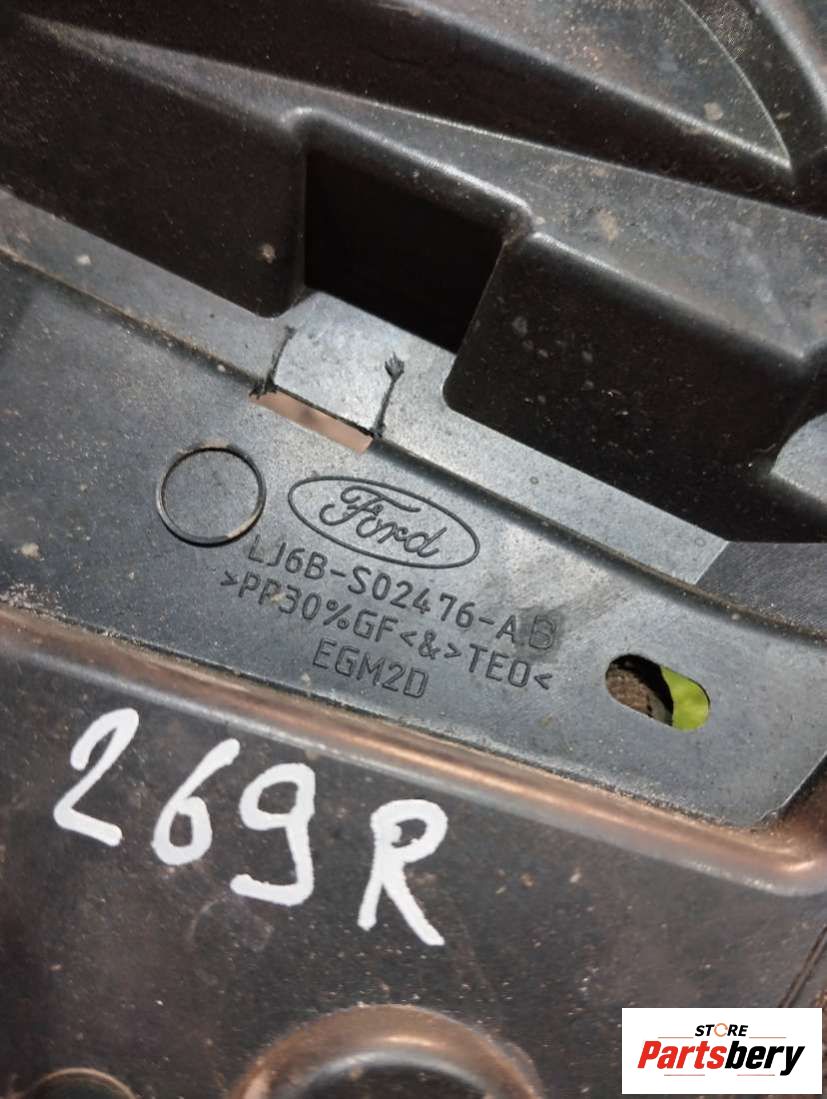 Ford
LJ6B-S02476-AB
>PP30%GF<&>TEO<
EGM2D
269R
STORE
Partsbery